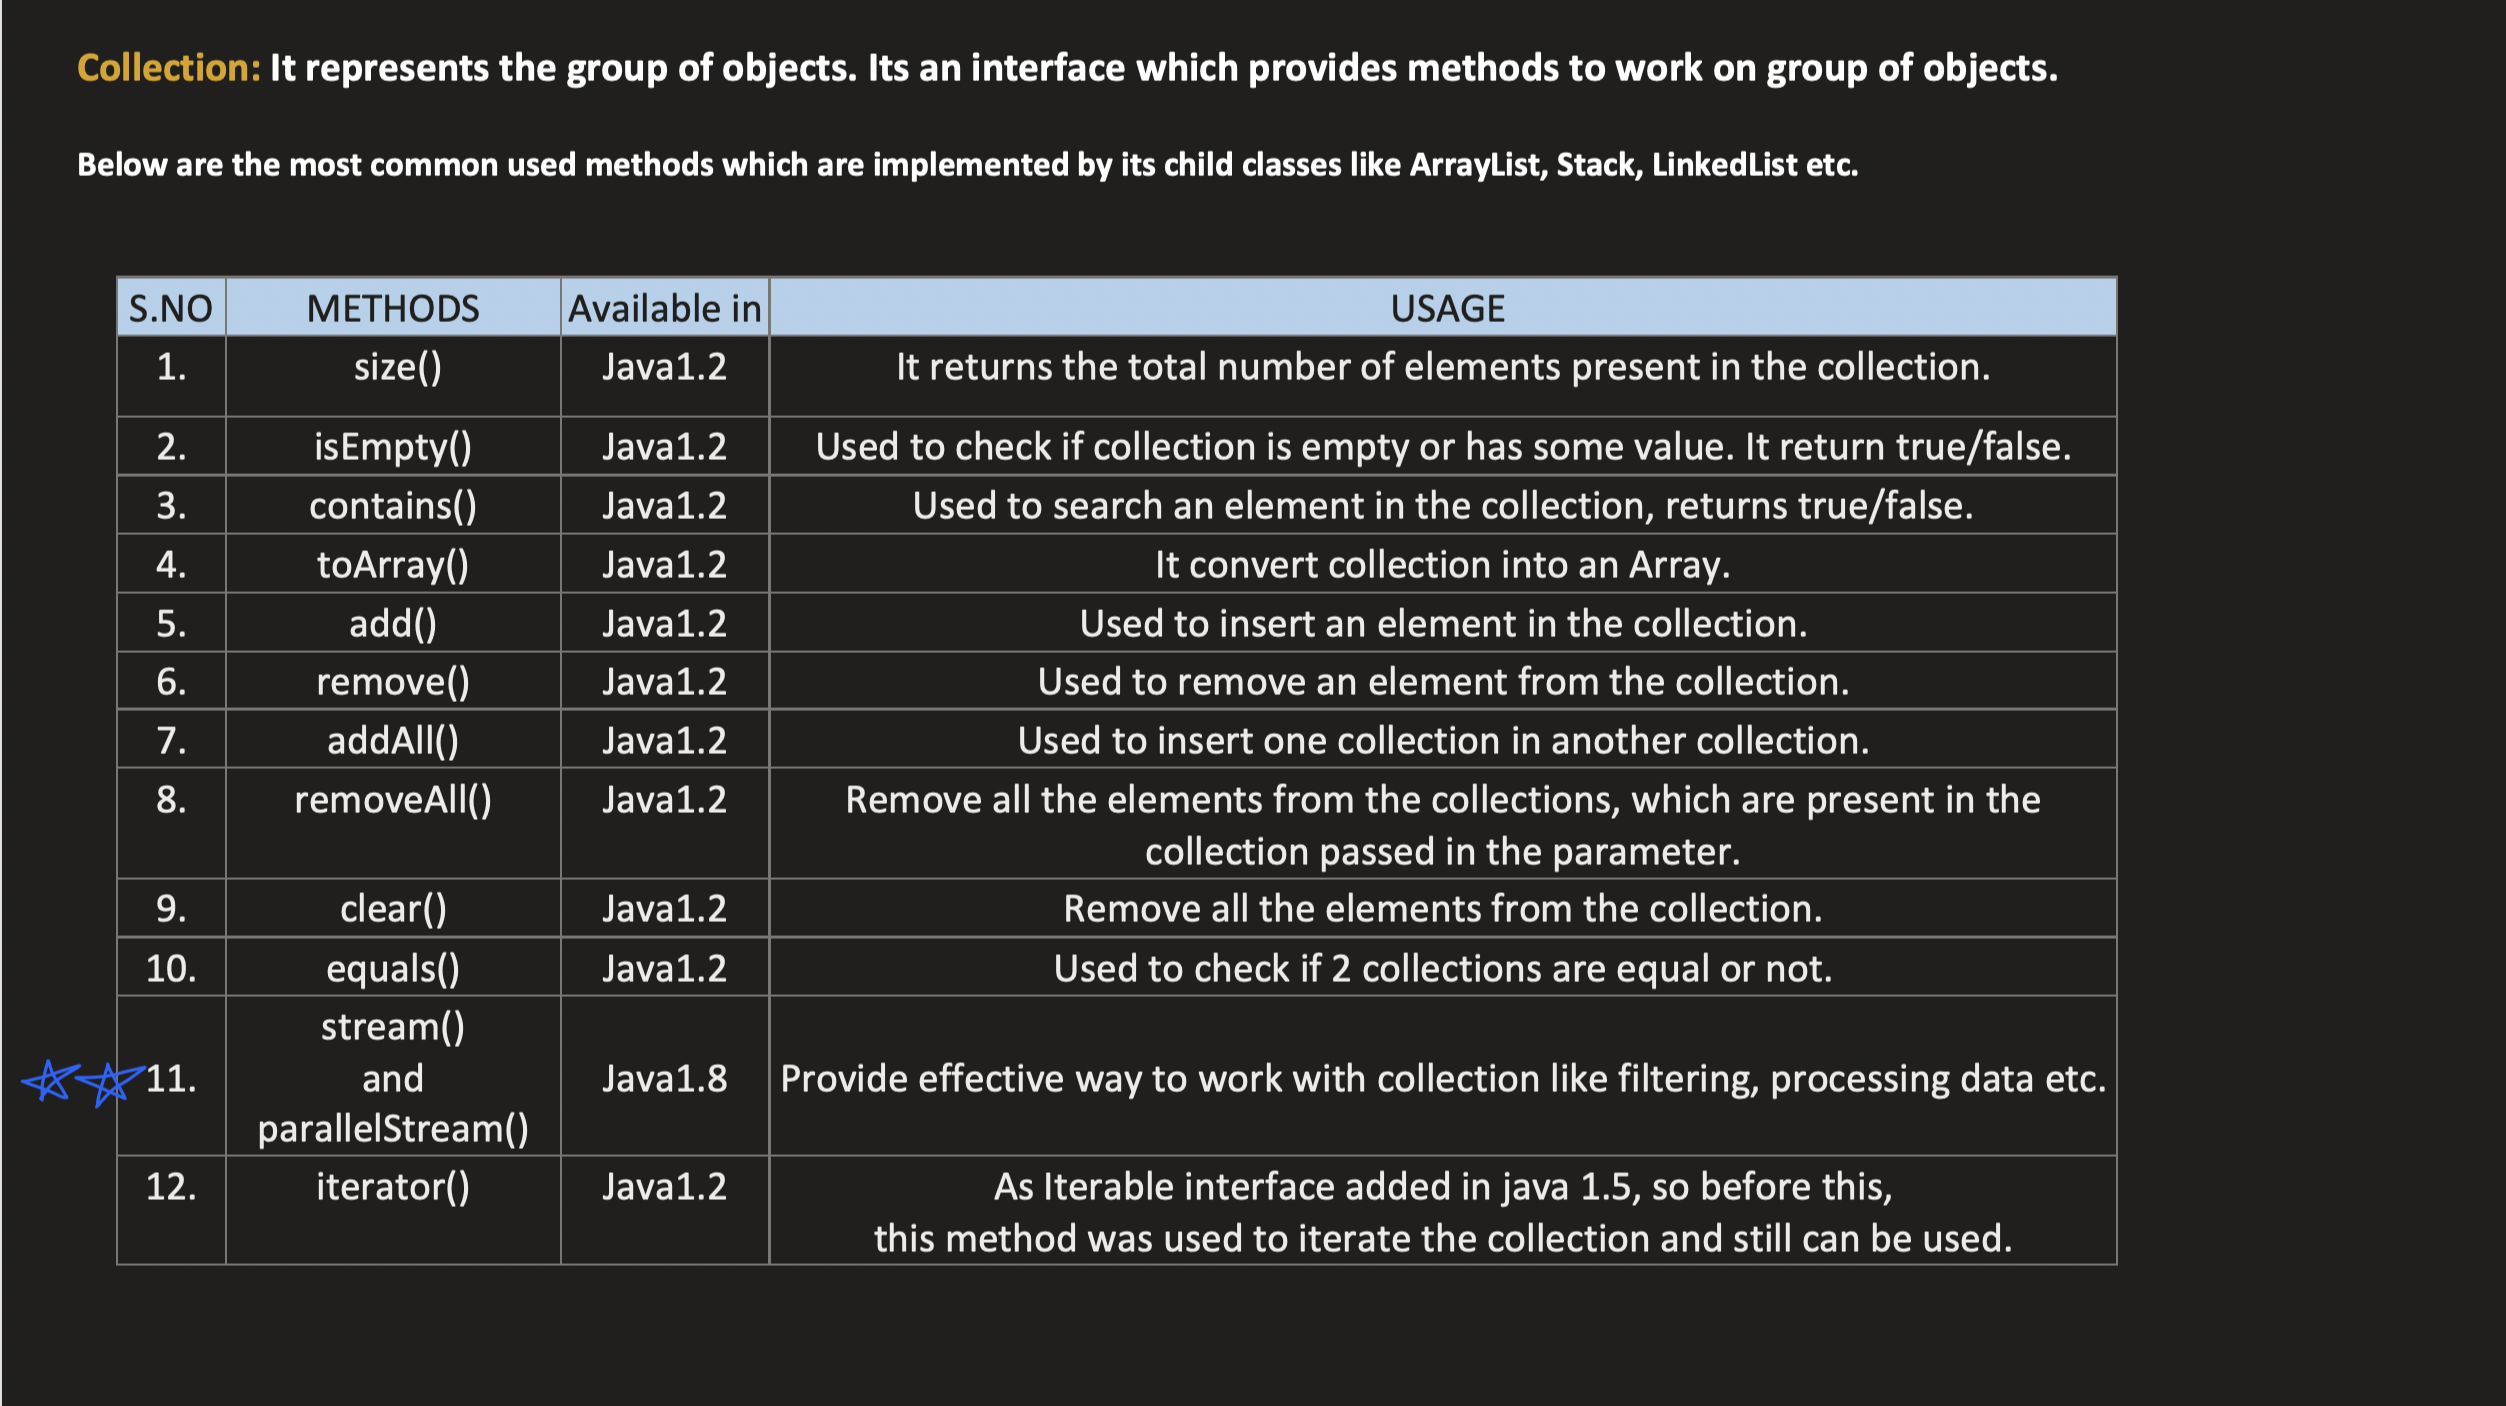 Collection: It represents the group of objects. Its an interface which provides methods to work on group of objects.
Below are the most common used methods which are implemented by its child classes like ArrayList, Stack, LinkedList etc.
S.NO METHODS Available in USAGE
1. size() Java1.2 It returns the total number of elements present in the collection.
2. isEmpty() Java1.2 Used to check if collection is empty or has some value. It return true/false.
3. contains() Java1.2 Used to search an element in the collection, returns true/false.
4. toArray() Java1.2 It convert collection into an Array.
5. add() Java1.2 Used to insert an element in the collection.
6. remove() Java1.2 Used to remove an element from the collection.
7. addAll() Java1.2 Used to insert one collection in another collection.
8. removeAll() Java1.2 Remove all the elements from the collections, which are present in the
collection passed in the parameter.
9. clear() Java1.2 Remove all the elements from the collection.
10. equals() Java1.2 Used to check if 2 collections are equal or not.
stream()
11. and Java1.8 Provide effective way to work with collection like filtering, processing data etc.
parallelStream()
12. iterator() Java1.2 As Iterable interface added in java 1.5, so before this,
this method was used to iterate the collection and still can be used.